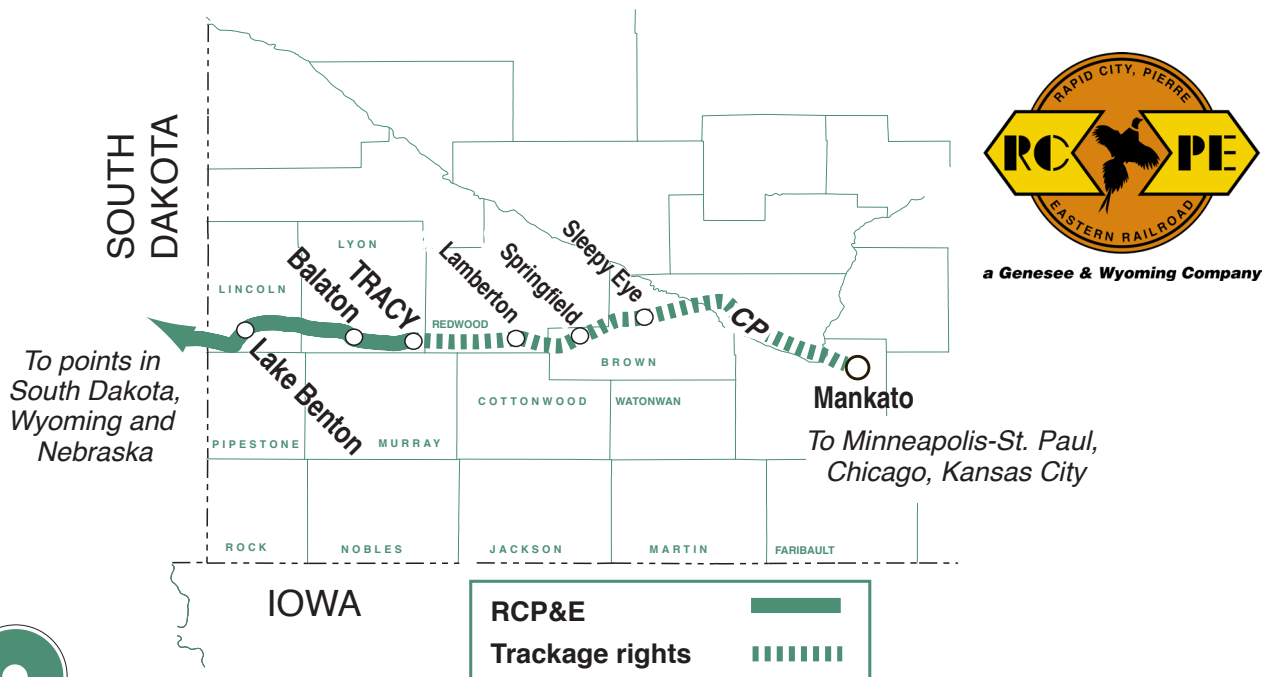 RAPID CITY, PIERRE
RC PE
EASTERN RAILROAD
a Genesee & Wyoming Company
SOUTH
DAKOTA
LYON
LINCOLN
REDWOOD
BROWN
COTTONWOOD
WATONWAN
PIPESTONE
MURRAY
ROCK
NOBLES
JACKSON
MARTIN
FARIBAULT
Lake Benton
Balaton
TRACY
Lamberton
Springfield
Sleepy Eye
CP
Mankato
To points in
South Dakota,
Wyoming and
Nebraska
To Minneapolis-St. Paul,
Chicago, Kansas City
IOWA
RCP&E
Trackage rights